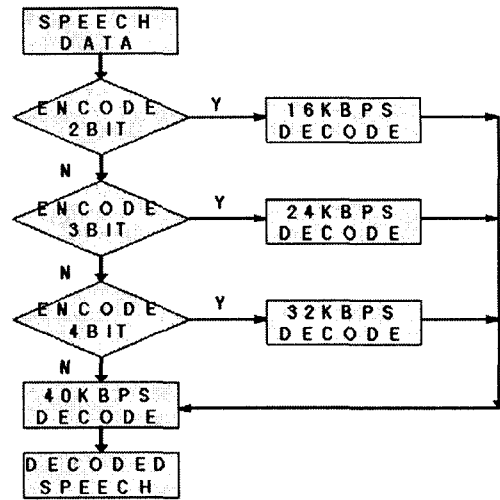 SPEECH
DATA
ENCODE
2BIT
Y
16KBPS
DECODE
N
ENCODE
3BIT
Y
24KBPS
DECODE
N
ENCODE
4BIT
Y
32KBPS
DECODE
N
40KBPS
DECODE
DECODED
SPEECH